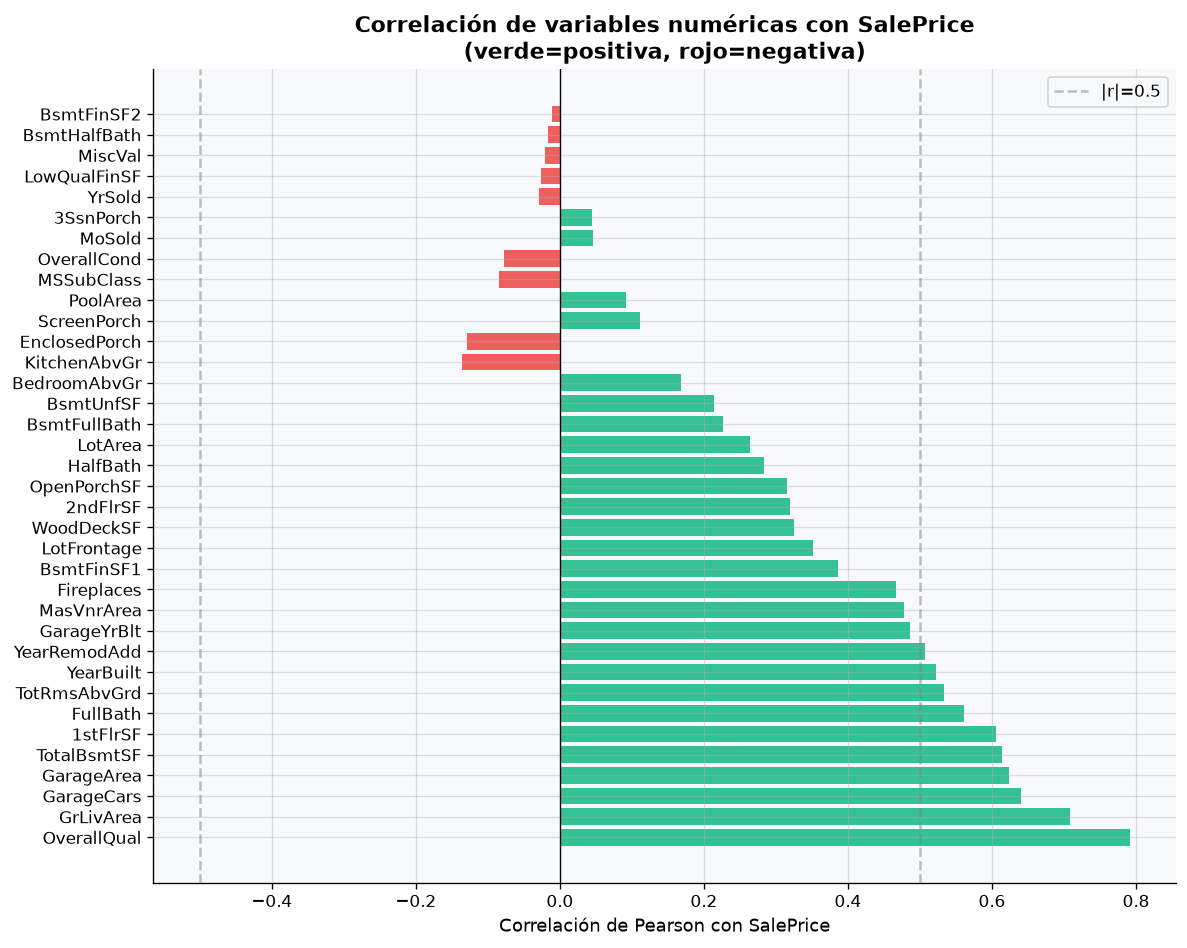 Correlación de variables numéricas con SalePrice
(verde=positiva, rojo=negativa)
|r|=0.5
BsmtFinSF2
BsmtHalfBath
MiscVal
LowQualFinSF
YrSold
3SsnPorch
MoSold
OverallCond
MSSubClass
PoolArea
ScreenPorch
EnclosedPorch
KitchenAbvGr
BedroomAbvGr
BsmtUnfSF
BsmtFullBath
LotArea
HalfBath
OpenPorchSF
2ndFlrSF
WoodDeckSF
LotFrontage
BsmtFinSF1
Fireplaces
MasVnrArea
GarageYrBlt
YearRemodAdd
YearBuilt
TotRmsAbvGrd
FullBath
1stFlrSF
TotalBsmtSF
GarageArea
GarageCars
GrLivArea
OverallQual
−0.4 −0.2 0.0 0.2 0.4 0.6 0.8
Correlación de Pearson con SalePrice